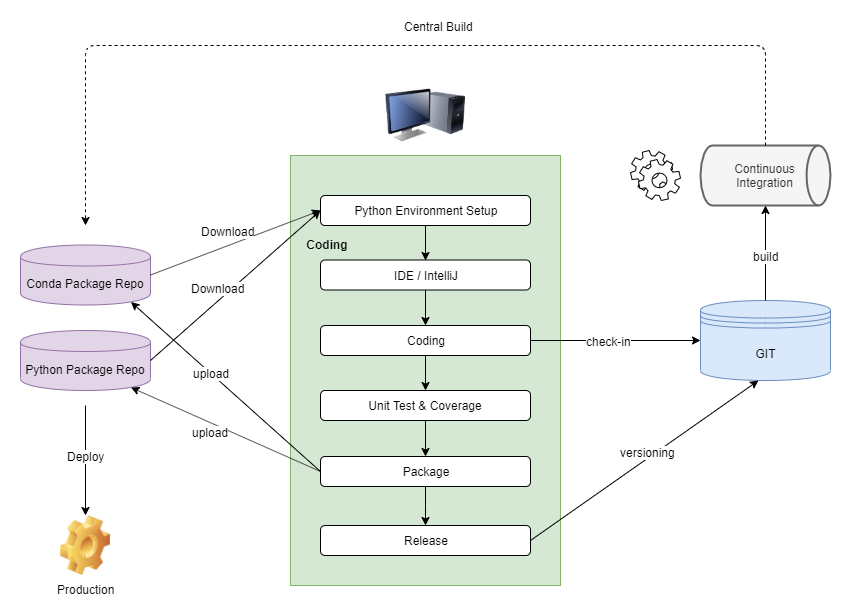 Central Build
Continuous
Integration
Python Environment Setup
Download
Coding
IDE / IntelliJ
build
Conda Package Repo
Download
Coding
check-in
GIT
Python Package Repo
upload
Unit Test & Coverage
upload
versioning
Deploy
Package
Release
Production